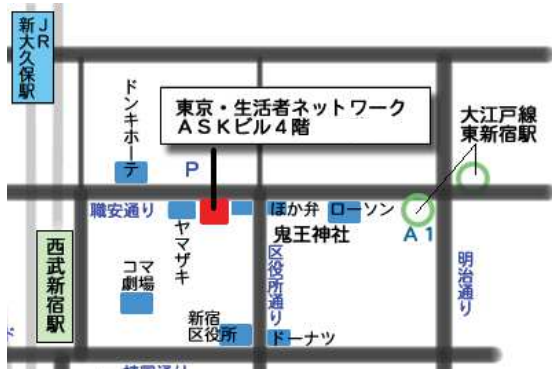 JR
新大久保駅
ドンキホーテ
東京・生活者ネットワーク
ASKビル4階
大江戸線
東新宿駅
P
職安通り
ヤマザキ
ほか弁
ローソン
鬼王神社
A1
西武新宿駅
コマ
劇場
区役所通り
明治通り
新宿
区役所
ドーナツ